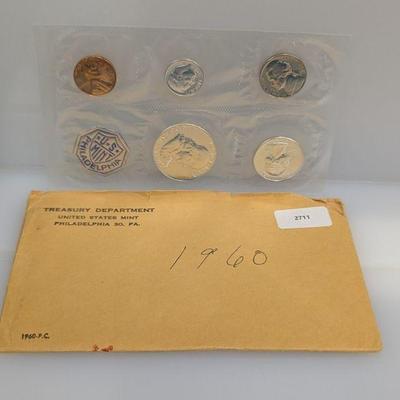 U.S.
MINT
PHILADELPHIA
TREASURY DEPARTMENT
UNITED STATES MINT
PHILADELPHIA 30, PA.
2711
1960
1960-P.C.